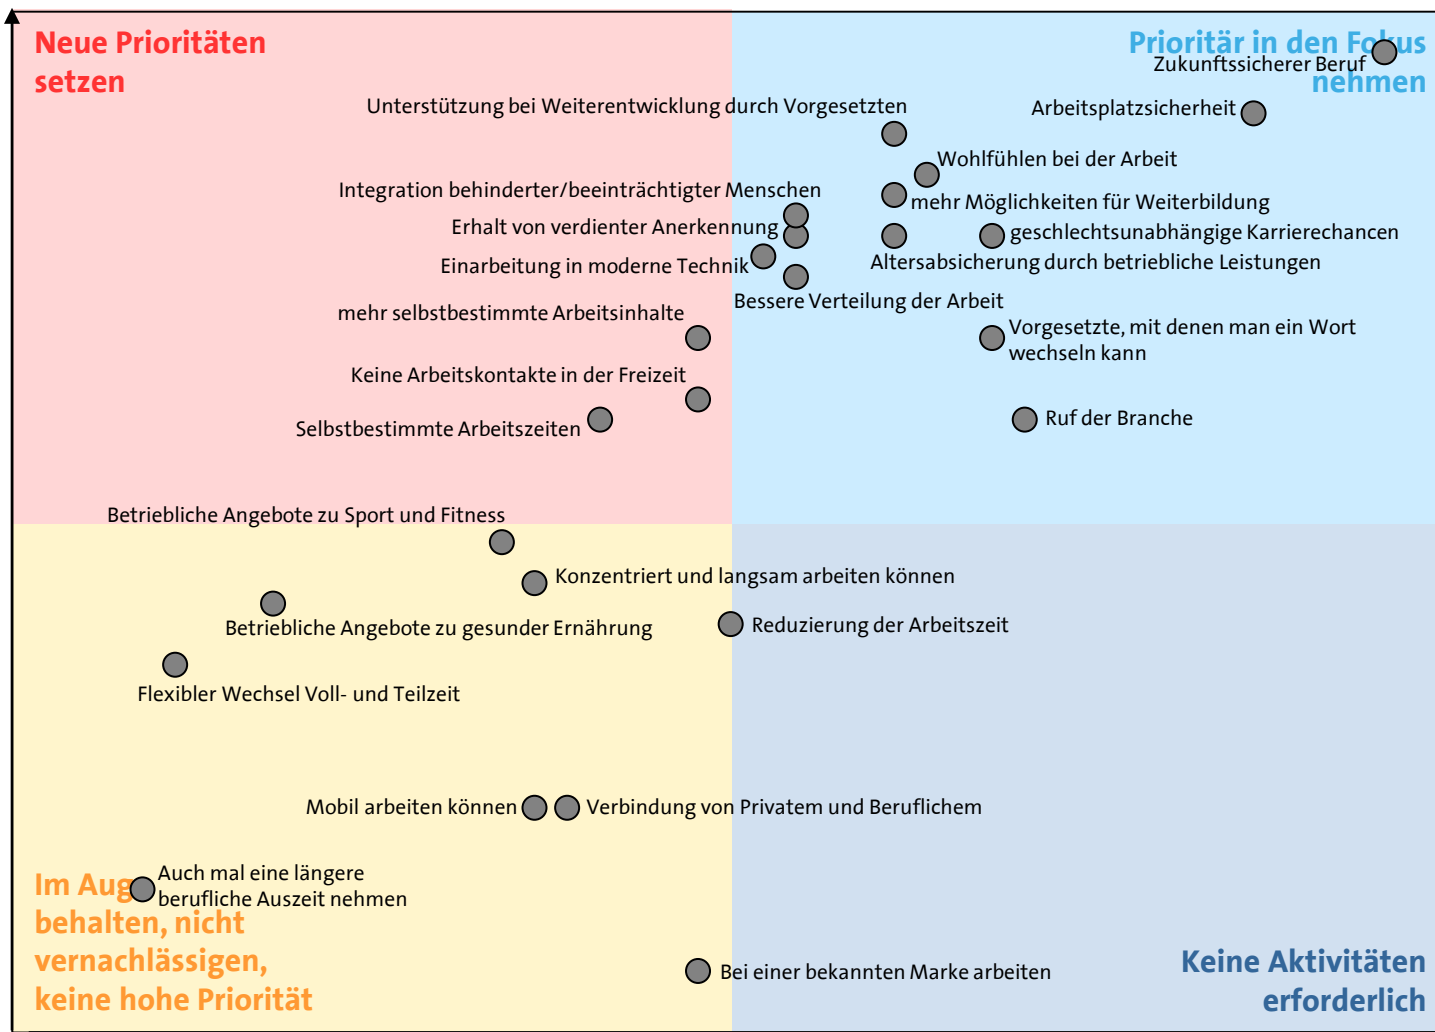 Neue Prioritäten
setzen
Prioritär in den Fokus
nehmen
Zukunftssicherer Beruf
Unterstützung bei Weiterentwicklung durch Vorgesetzten
Arbeitsplatzsicherheit
Wohlfühlen bei der Arbeit
Integration behinderter/beeinträchtigter Menschen
mehr Möglichkeiten für Weiterbildung
Erhalt von verdienter Anerkennung
geschlechtsunabhängige Karrierechancen
Einarbeitung in moderne Technik
Altersabsicherung durch betriebliche Leistungen
Bessere Verteilung der Arbeit
mehr selbstbestimmte Arbeitsinhalte
Vorgesetzte, mit denen man ein Wort
wechseln kann
Keine Arbeitskontakte in der Freizeit
Ruf der Branche
Selbstbestimmte Arbeitszeiten
Betriebliche Angebote zu Sport und Fitness
Konzentriert und langsam arbeiten können
Betriebliche Angebote zu gesunder Ernährung
Reduzierung der Arbeitszeit
Flexibler Wechsel Voll- und Teilzeit
Mobil arbeiten können
Verbindung von Privatem und Beruflichem
Auch mal eine längere
berufliche Auszeit nehmen
Im Auge
behalten, nicht
vernachlässigen,
keine hohe Priorität
Bei einer bekannten Marke arbeiten
Keine Aktivitäten
erforderlich